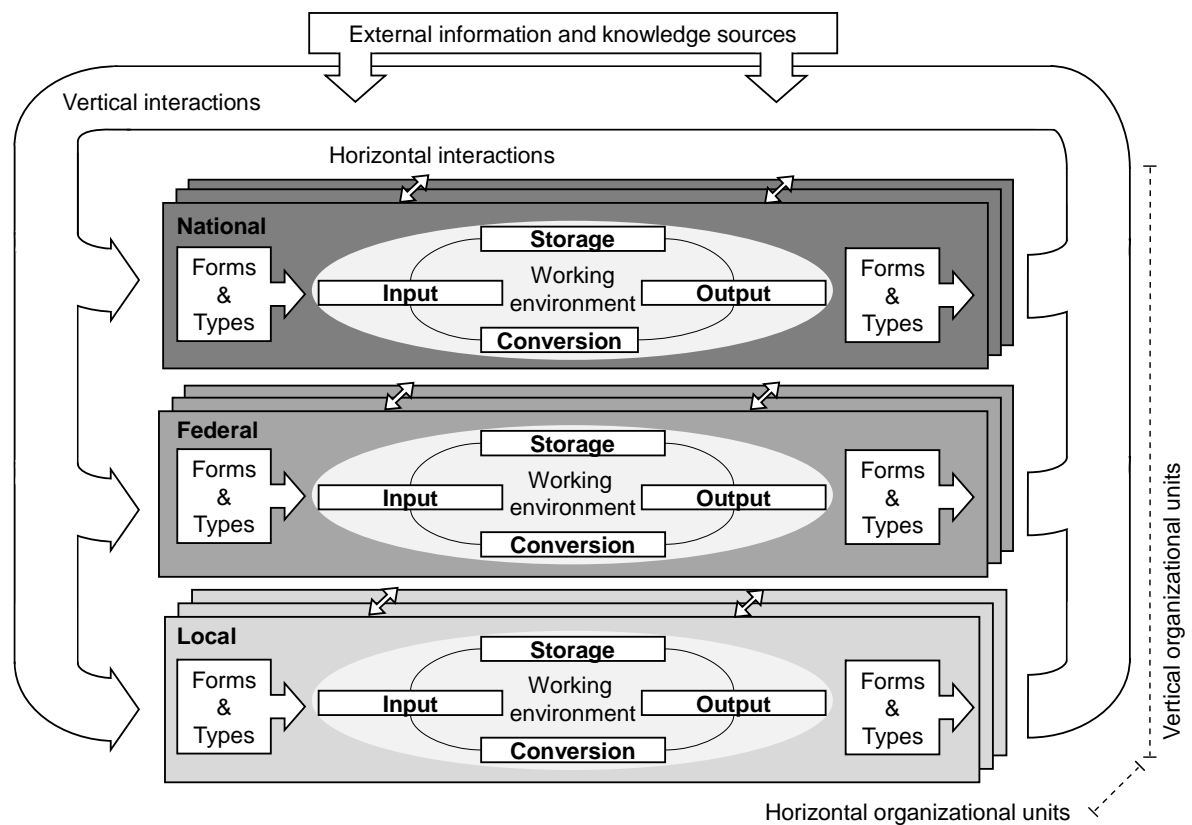 External information and knowledge sources
Vertical interactions
Horizontal interactions
National
Forms
&
Types
Storage
Working
environment
Input
Output
Conversion
Forms
&
Types
Federal
Forms
&
Types
Storage
Working
environment
Input
Output
Conversion
Forms
&
Types
Local
Forms
&
Types
Storage
Working
environment
Input
Output
Conversion
Forms
&
Types
Vertical organizational units
Horizontal organizational units